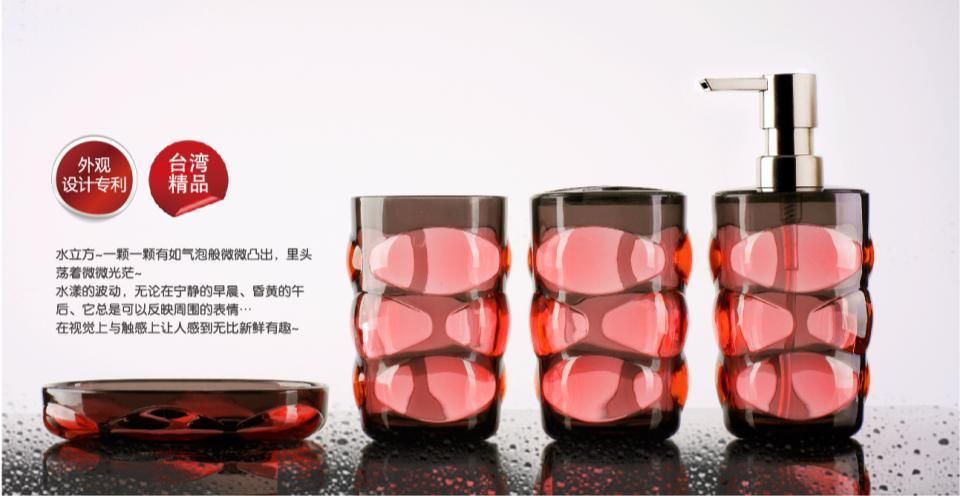 外观
设计专利
台湾
精品
水立方~一颗一颗有如气泡般微微凸出，里头
荡着微微光茫~
水漾的波动，无论在宁静的早晨、昏黄的午
后、它总是可以反映周围的表情…
在视觉上与触感上让人感到无比新鲜有趣~